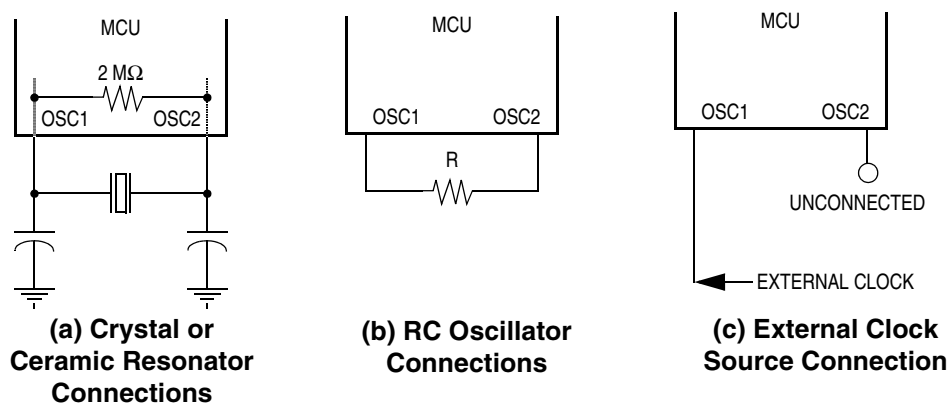 MCU
2 MΩ
OSC1
OSC2
(a) Crystal or
Ceramic Resonator
Connections
MCU
OSC1
OSC2
R
(b) RC Oscillator
Connections
MCU
OSC1
OSC2
UNCONNECTED
EXTERNAL CLOCK
(c) External Clock
Source Connection